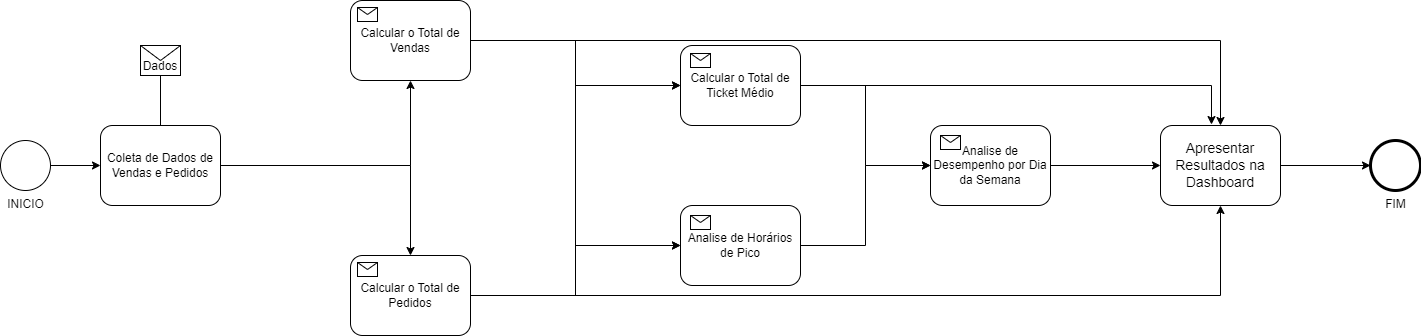 Dados
INICIO
Coleta de Dados de
Vendas e Pedidos
Calcular o Total de
Vendas
Calcular o Total de
Pedidos
Calcular o Total de
Ticket Médio
Analise de Horários
de Pico
Analise de
Desempenho por Dia
da Semana
Apresentar
Resultados na
Dashboard
FIM